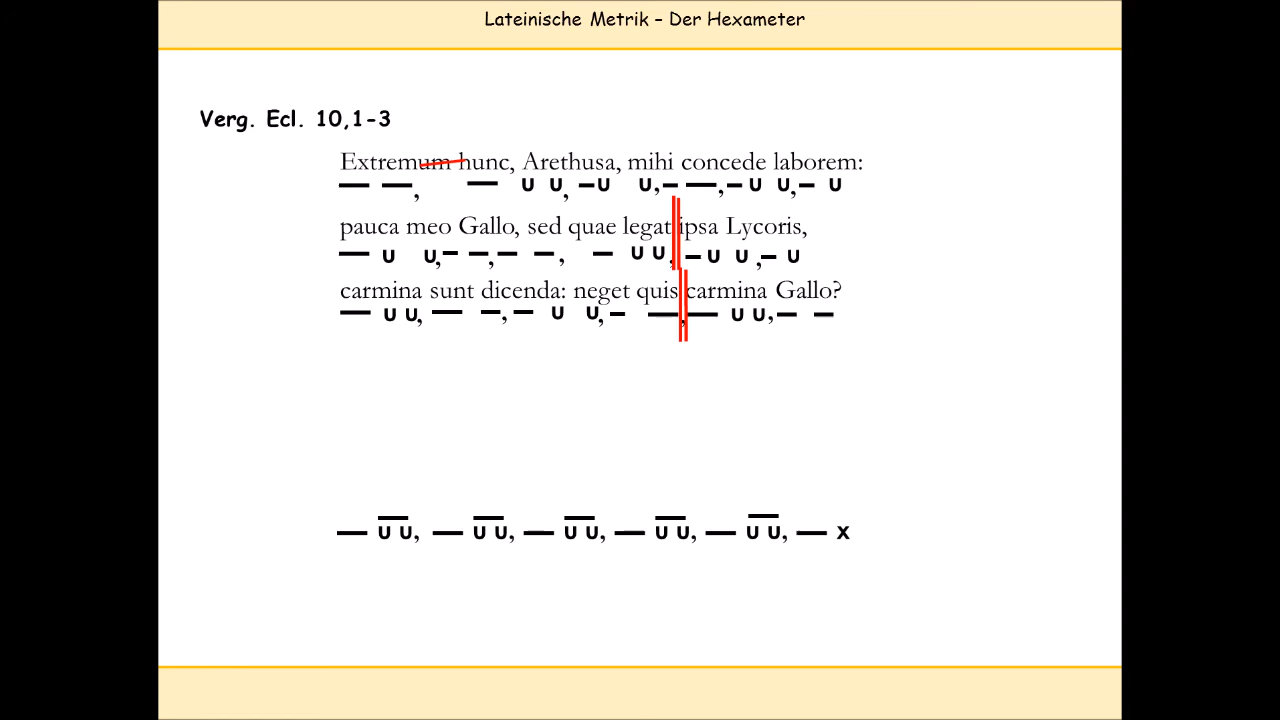 Lateinische Metrik – Der Hexameter
Verg. Ecl. 10,1-3
Extremum hunc, Arethusa, mihi concede laborem:
— —, — U U, — U U, — —, — U U, — U
pauca meo Gallo, sed quae legat ipsa Lycoris,
— U U, — —, — —, — U U, — U U, — U
carmina sunt dicenda: neget quis carmina Gallo?
— U U, — —, — U U, — —, — U U, — —
— U U, — U U, — U U, — U U, — U U, — x